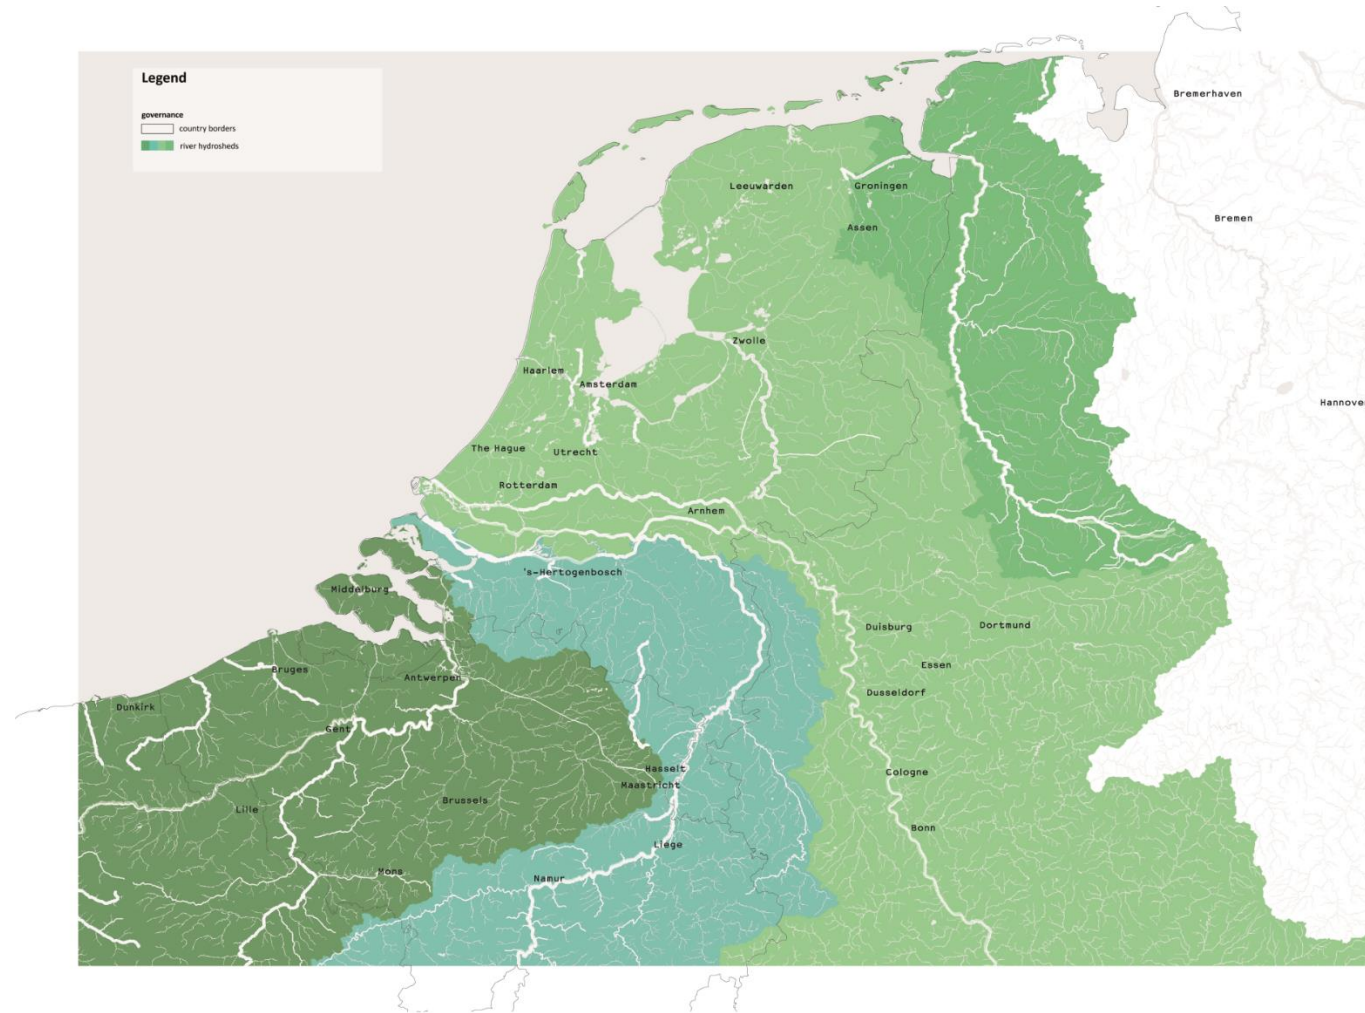 Legend
governance
country borders
river hydrosheds
Bremerhaven
Leeuwarden
Groningen
Bremen
Assen
Zwolle
Haarlem
Amsterdam
Hannove
The Hague
Utrecht
Rotterdam
Arnhem
's-Hertogenbosch
Middelburg
Duisburg
Dortmund
Essen
Bruges
Antwerpen
Dusseldorf
Dunkirk
Gent
Hasselt
Cologne
Maastricht
Brussels
Lille
Bonn
Liege
Mons
Namur